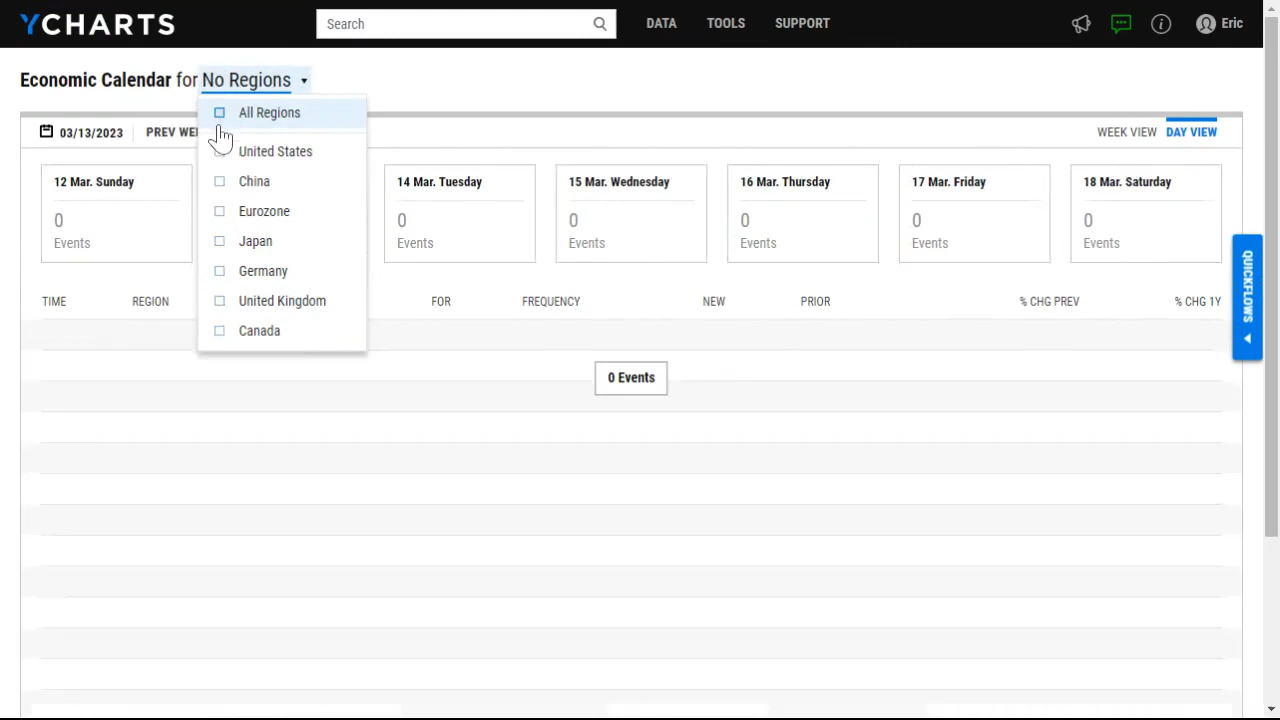 YCHARTS
Search
DATA TOOLS SUPPORT
Eric
Economic Calendar for No Regions
All Regions
United States
China
Eurozone
Japan
Germany
United Kingdom
Canada
03/13/2023 PREV WE
WEEK VIEW DAY VIEW
12 Mar. Sunday
0
Events
14 Mar. Tuesday
0
Events
15 Mar. Wednesday
0
Events
16 Mar. Thursday
0
Events
17 Mar. Friday
0
Events
18 Mar. Saturday
0
Events
QUICKFLOWS
TIME REGION FOR FREQUENCY NEW PRIOR % CHG PREV % CHG 1Y
0 Events